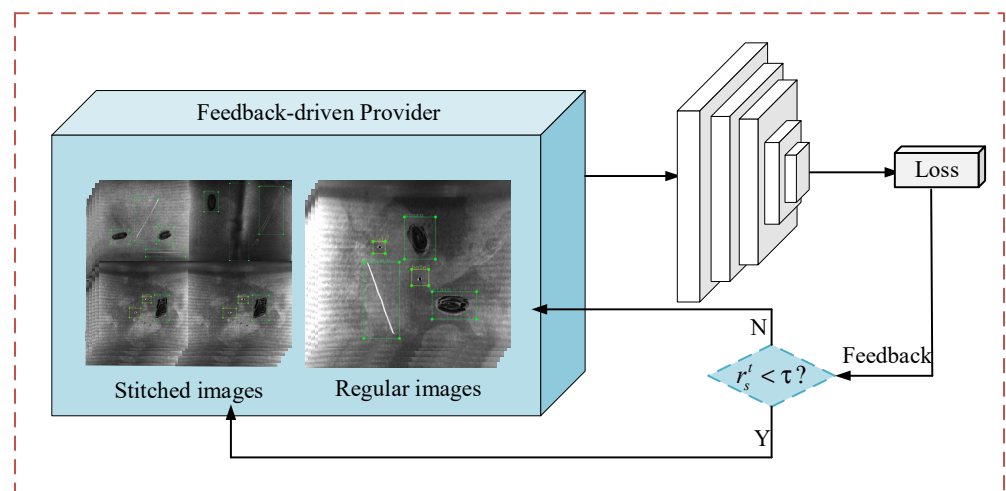 Feedback-driven Provider
Loss
Stitched images
Regular images
N
Feedback
r_s^t < τ?
Y